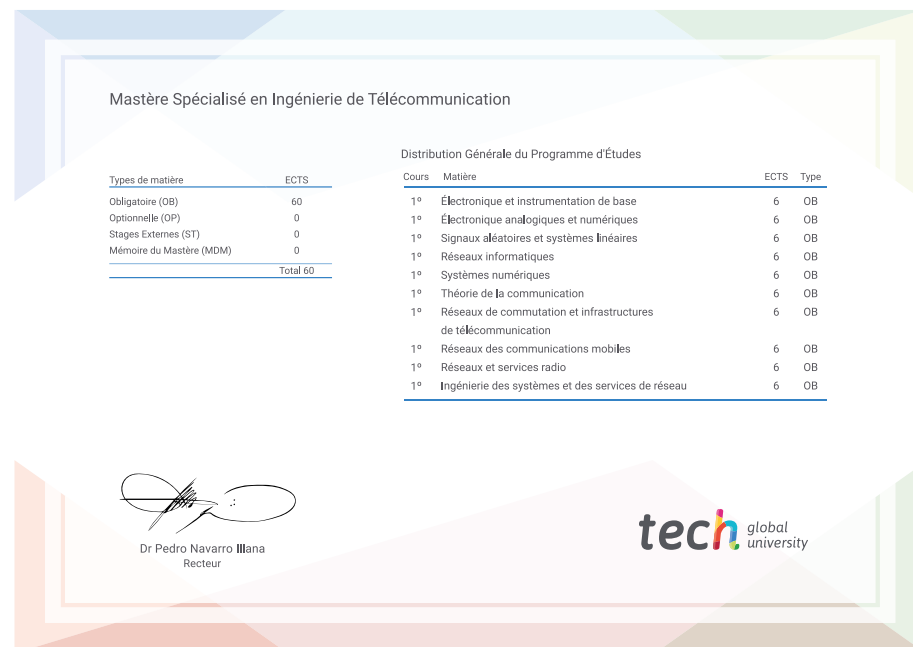 Mastère Spécialisé en Ingénierie de Télécommunication
Types de matière ECTS
Obligatoire (OB) 60
Optionnelle (OP) 0
Stages Externes (ST) 0
Mémoire du Mastère (MDM) 0
Total 60
Distribution Générale du Programme d'Études
Cours Matière ECTS Type
1º Électronique et instrumentation de base 6 OB
1º Électronique analogiques et numériques 6 OB
1º Signaux aléatoires et systèmes linéaires 6 OB
1º Réseaux informatiques 6 OB
1º Systèmes numériques 6 OB
1º Théorie de la communication 6 OB
1º Réseaux de commutation et infrastructures 6 OB
de télécommunication
1º Réseaux des communications mobiles 6 OB
1º Réseaux et services radio 6 OB
1º Ingénierie des systèmes et des services de réseau 6 OB
Dr Pedro Navarro Illana
Recteur
tech global
university